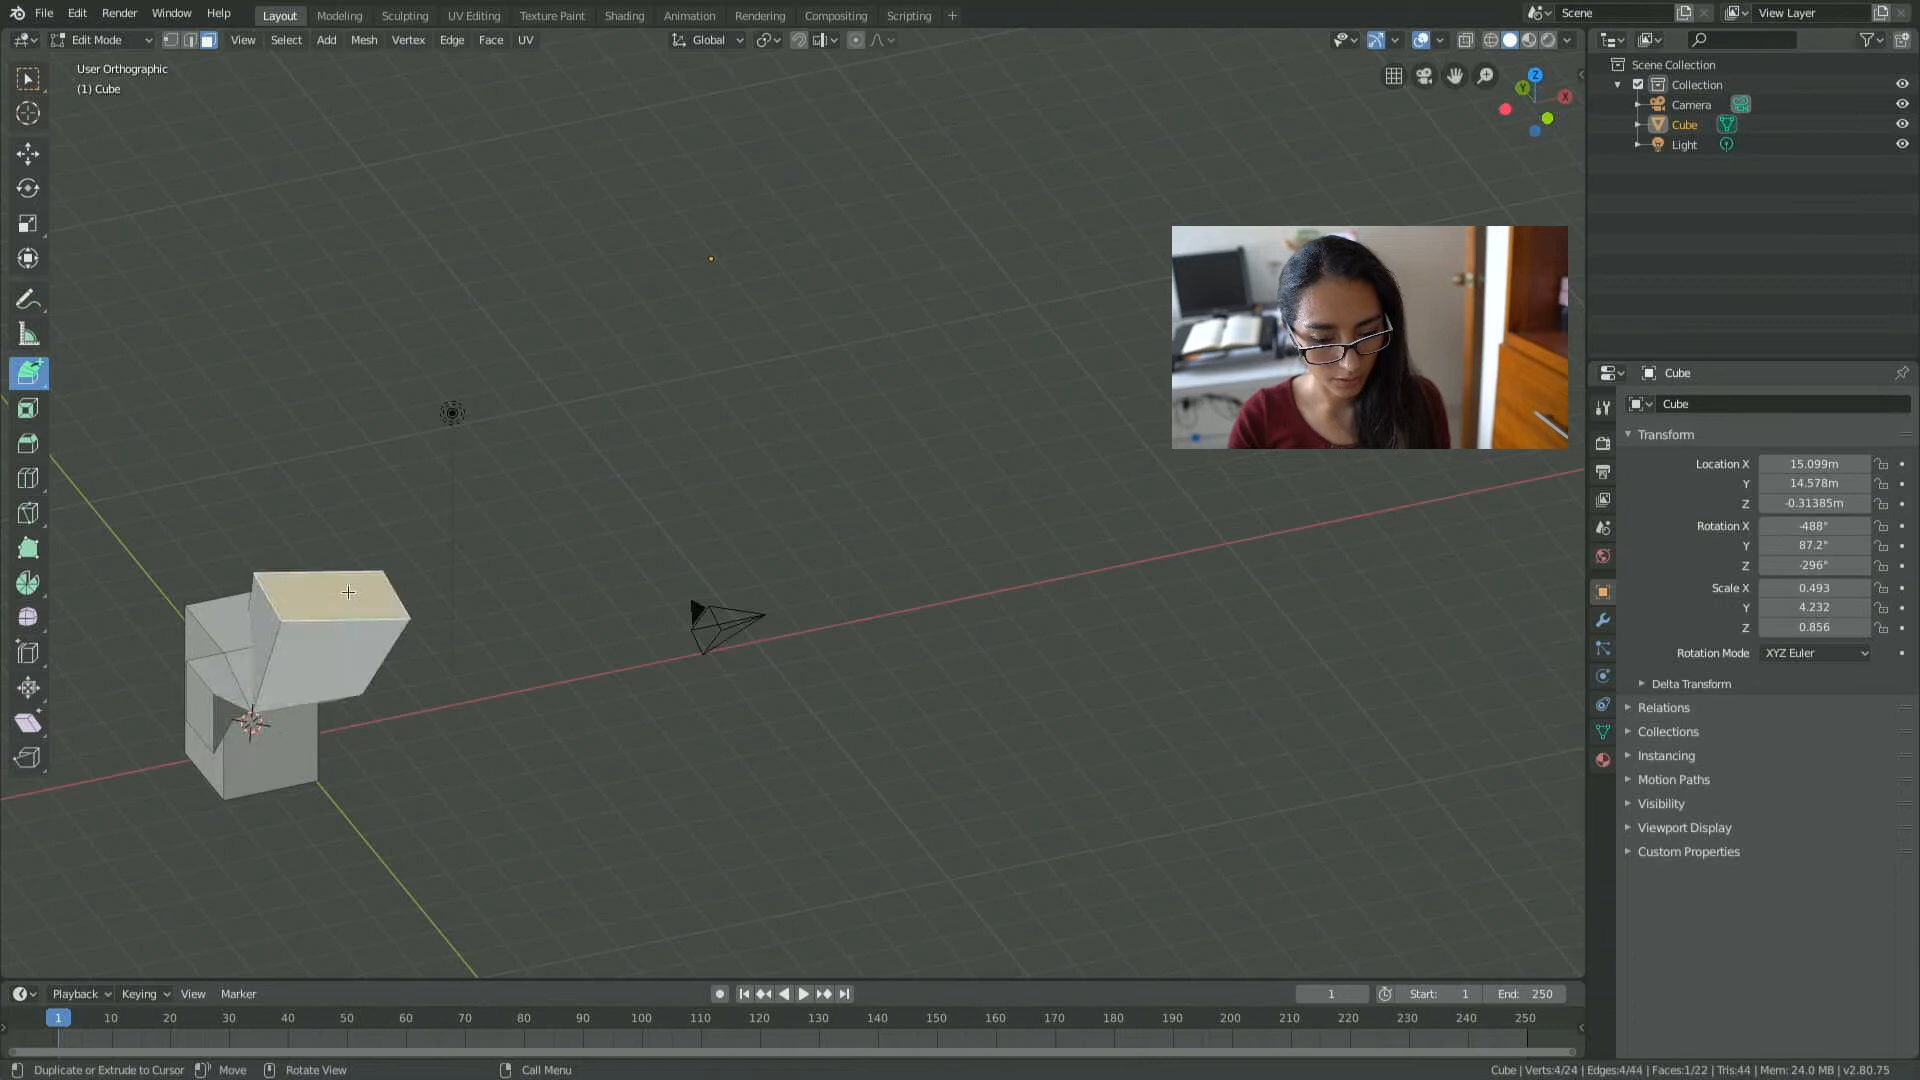 File Edit Render Window Help Layout Modeling Sculpting UV Editing Texture Paint Shading Animation Rendering Compositing Scripting + Scene View Layer
Edit Mode View Select Add Mesh Vertex Edge Face UV Global
User Orthographic
(1) Cube
Z
Y
X
Scene Collection
Collection
Camera
Cube
Light
Cube
Cube
Transform
Location X 15.099m
Y 14.578m
Z -0.31385m
Rotation X -488°
Y 87.2°
Z -296°
Scale X 0.493
Y 4.232
Z 0.856
Rotation Mode XYZ Euler
Delta Transform
Relations
Collections
Instancing
Motion Paths
Visibility
Viewport Display
Custom Properties
Playback Keying View Marker 1 Start: 1 End: 250
1 10 20 30 40 50 60 70 80 90 100 110 120 130 140 150 160 170 180 190 200 210 220 230 240 250
Duplicate or Extrude to Cursor Move Rotate View Call Menu Cube | Verts:4/24 | Edges:4/44 | Faces:1/22 | Tris:44 | Mem: 24.0 MB | v2.80.75